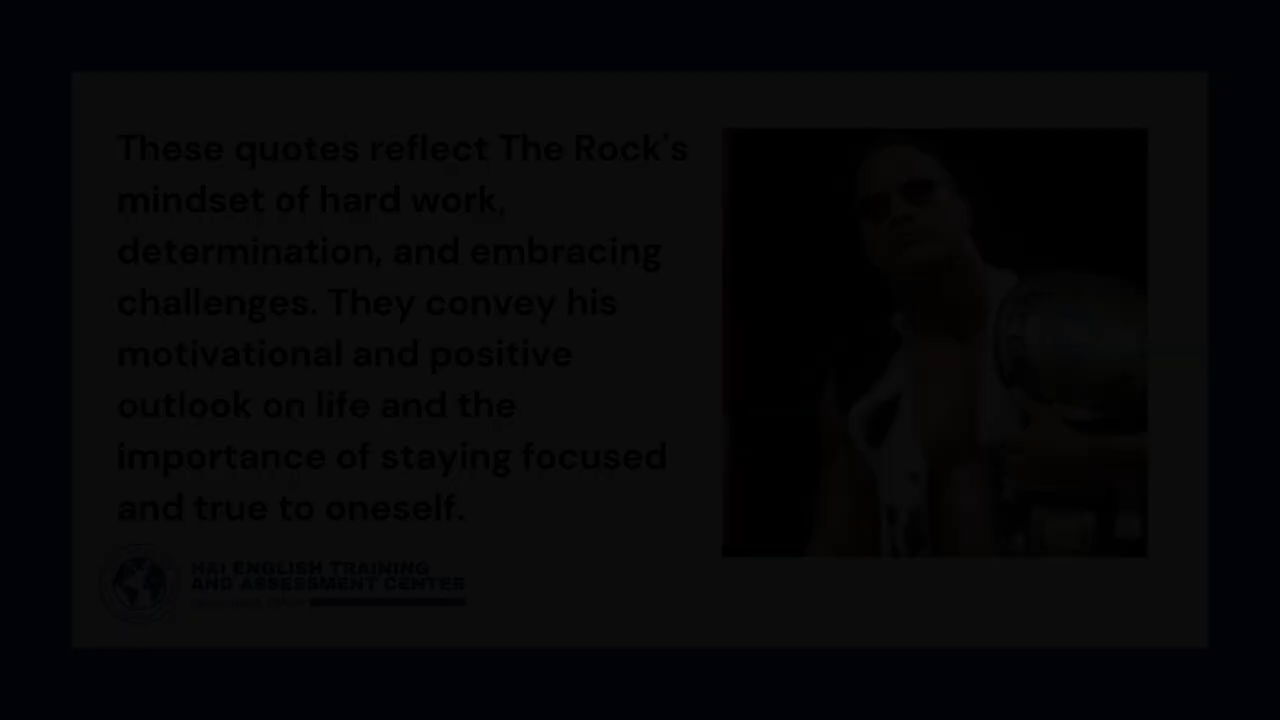 These quotes reflect The Rock's
mindset of hard work,
determination, and embracing
challenges. They convey his
motivational and positive
outlook on life and the
importance of staying focused
and true to oneself.
HAI ENGLISH TRAINING
AND ASSESSMENT CENTER